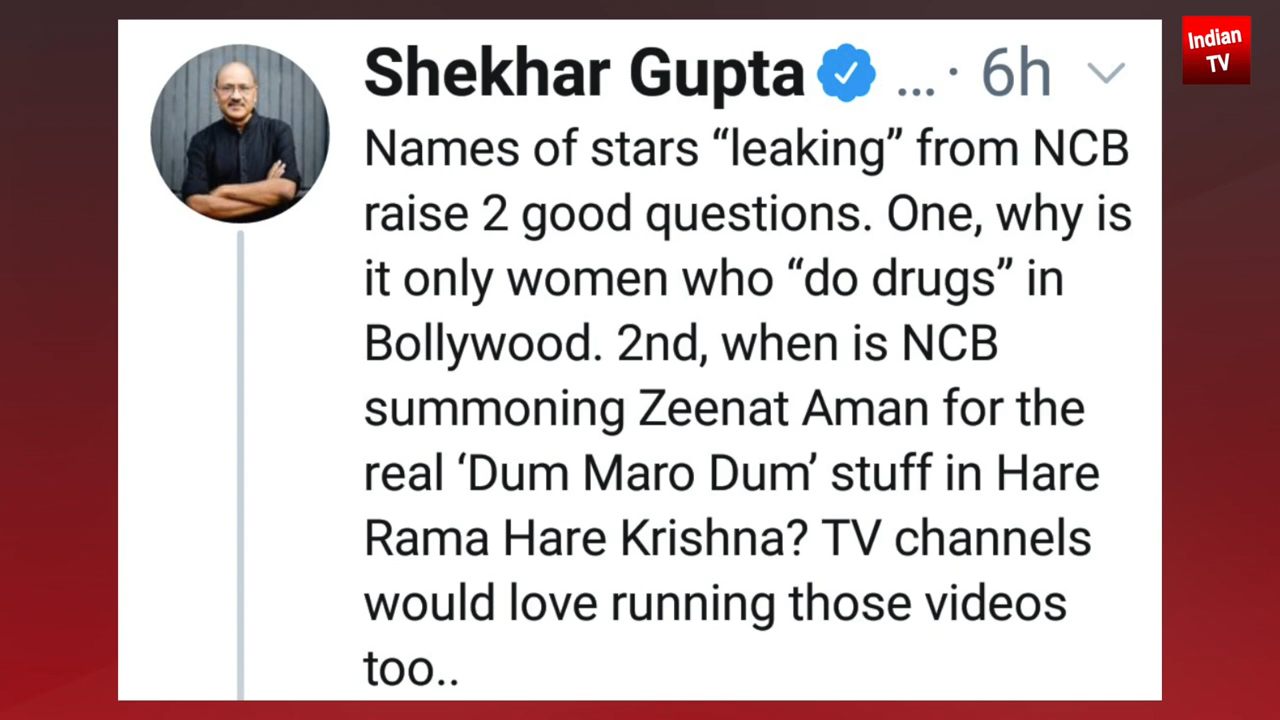 Shekhar Gupta ... · 6h
Names of stars “leaking” from NCB
raise 2 good questions. One, why is
it only women who “do drugs” in
Bollywood. 2nd, when is NCB
summoning Zeenat Aman for the
real ‘Dum Maro Dum’ stuff in Hare
Rama Hare Krishna? TV channels
would love running those videos
too..
Indian
TV